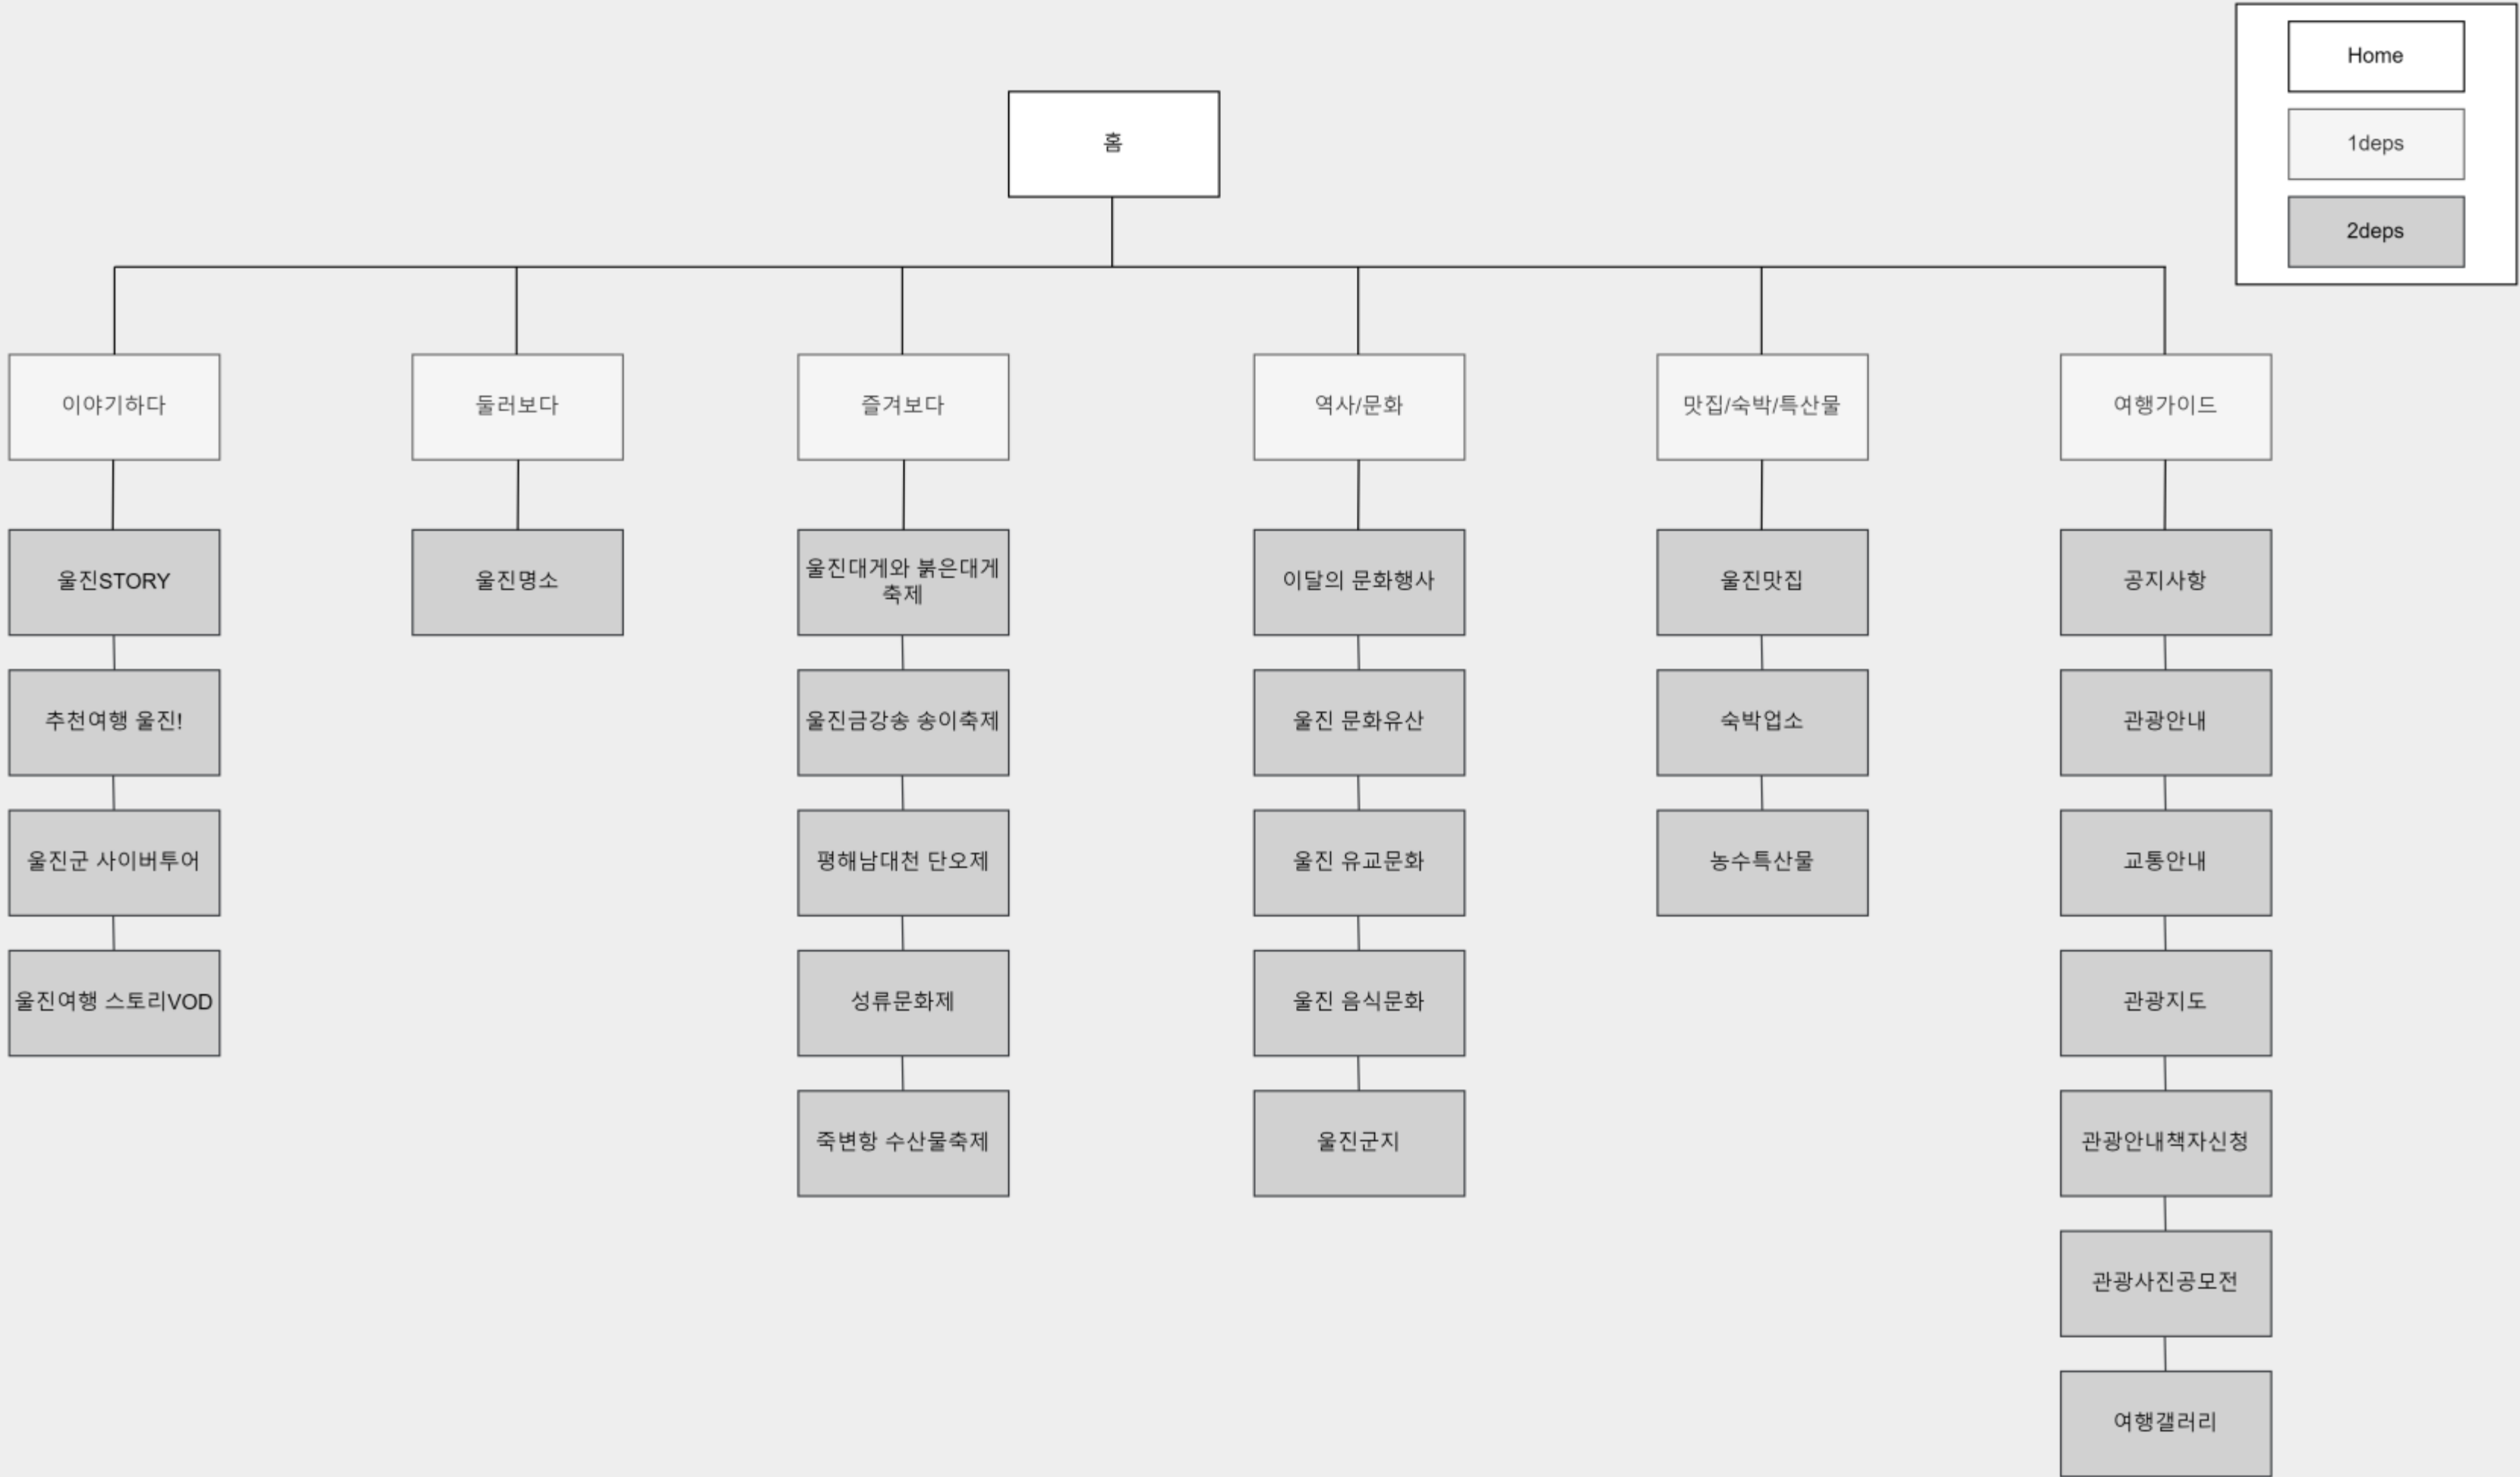 Home
1deps
2deps
홈
이야기하다
둘러보다
즐겨보다
역사/문화
맛집/숙박/특산물
여행가이드
울진STORY
추천여행 울진!
울진군 사이버투어
울진여행 스토리VOD
울진명소
울진대게와 붉은대게
축제
울진금강송 송이축제
평해남대천 단오제
성류문화제
죽변항 수산물축제
이달의 문화행사
울진 문화유산
울진 유교문화
울진 음식문화
울진군지
울진맛집
숙박업소
농수특산물
공지사항
관광안내
교통안내
관광지도
관광안내책자신청
관광사진공모전
여행갤러리